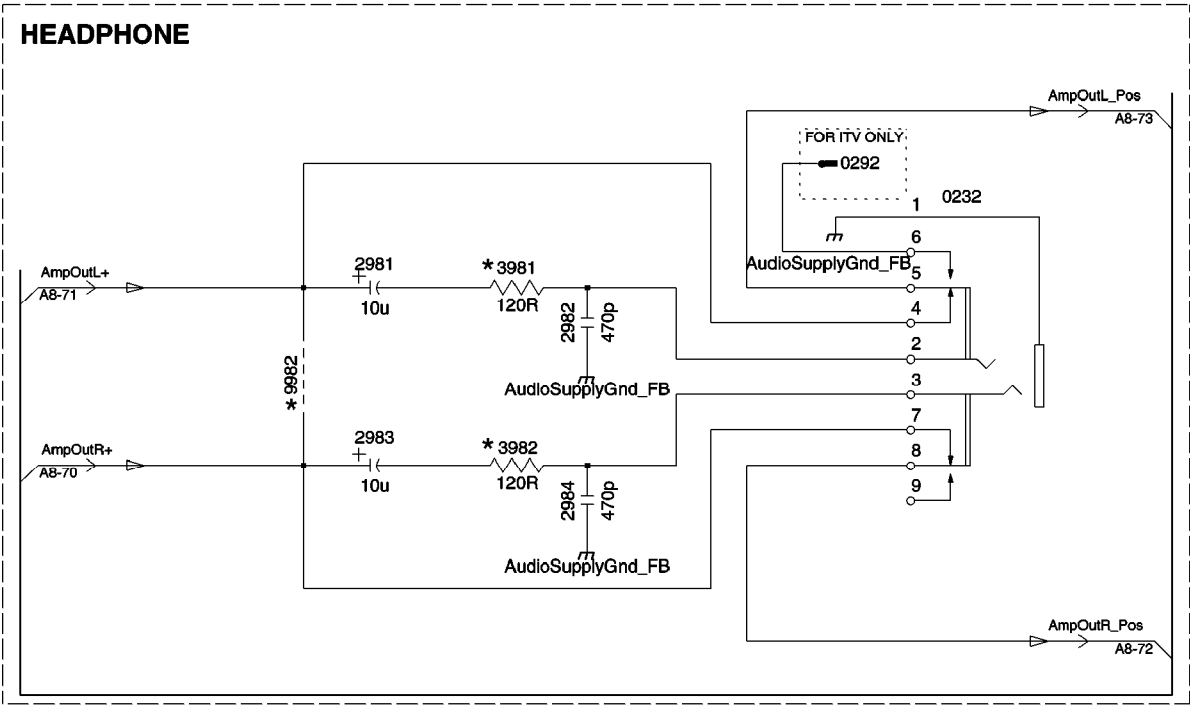 HEADPHONE
AmpOutL_Pos
A8-73
FOR ITV ONLY
0292
1
0232
6
AudioSupplyGnd_FB
5
4
2
3
7
8
9
AmpOutL+
A8-71
2981
+
10u
* 3981
120R
2982
470p
AudioSupplyGnd_FB
* 9982
AmpOutR+
A8-70
2983
+
10u
* 3982
120R
2984
470p
AudioSupplyGnd_FB
AmpOutR_Pos
A8-72